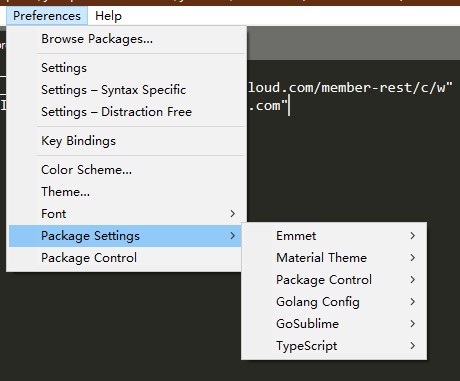 Preferences Help
Browse Packages...
Settings
Settings – Syntax Specific
Settings – Distraction Free
Key Bindings
Color Scheme...
Theme...
Font
Package Settings
Package Control
loud.com/member-rest/c/w"
.com"
Emmet
Material Theme
Package Control
Golang Config
GoSublime
TypeScript